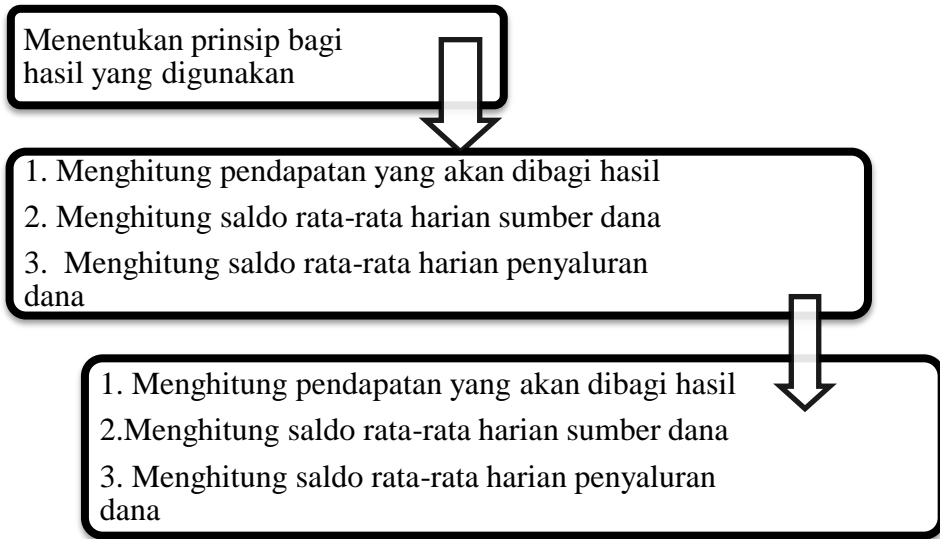 Menentukan prinsip bagi
hasil yang digunakan
1. Menghitung pendapatan yang akan dibagi hasil
2. Menghitung saldo rata-rata harian sumber dana
3. Menghitung saldo rata-rata harian penyaluran
dana
1. Menghitung pendapatan yang akan dibagi hasil
2.Menghitung saldo rata-rata harian sumber dana
3. Menghitung saldo rata-rata harian penyaluran
dana